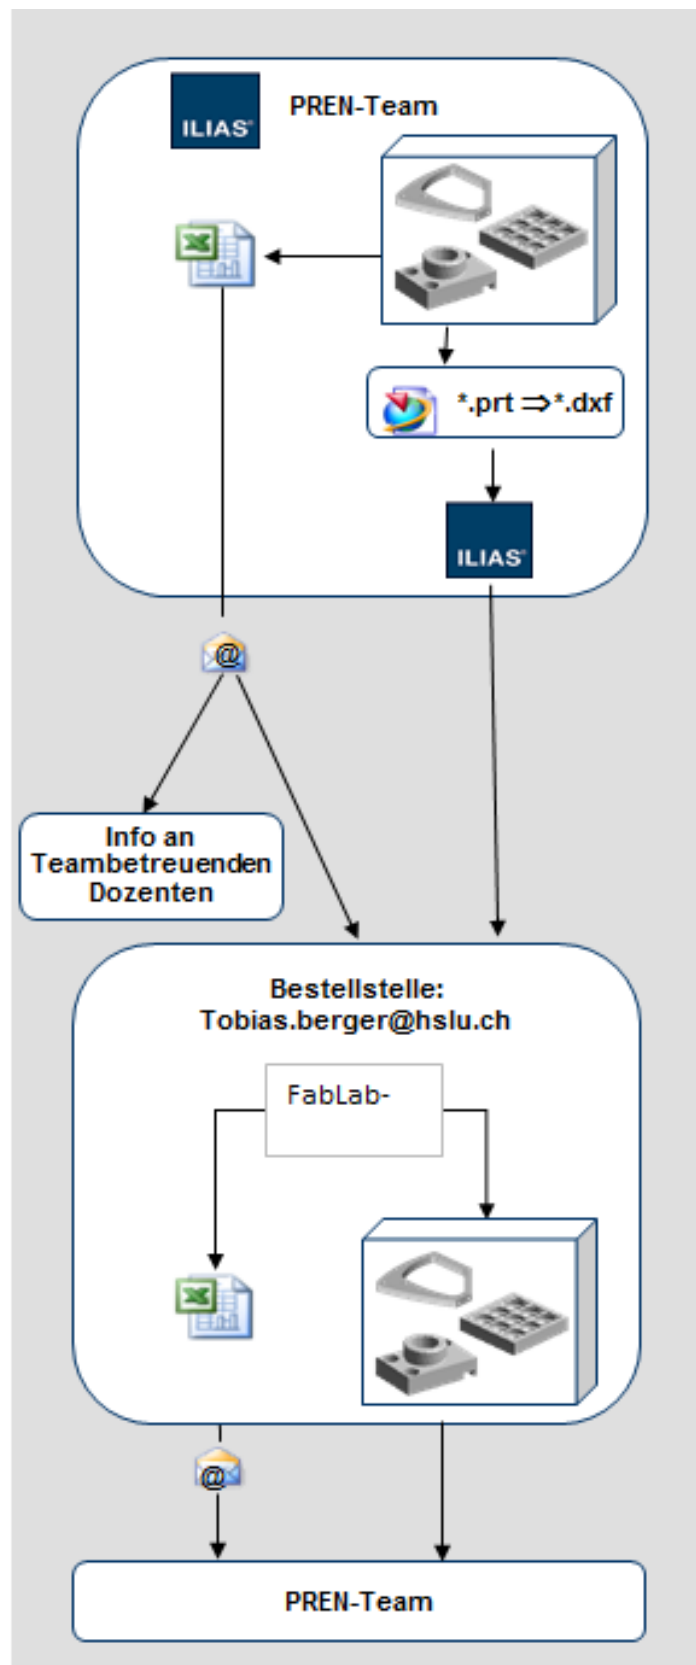 ILIAS®
PREN-Team
*.prt ⇒ *.dxf
ILIAS®
@
Info an
Teambetreuenden
Dozenten
Bestellstelle:
Tobias.berger@hslu.ch
FabLab-
@
PREN-Team